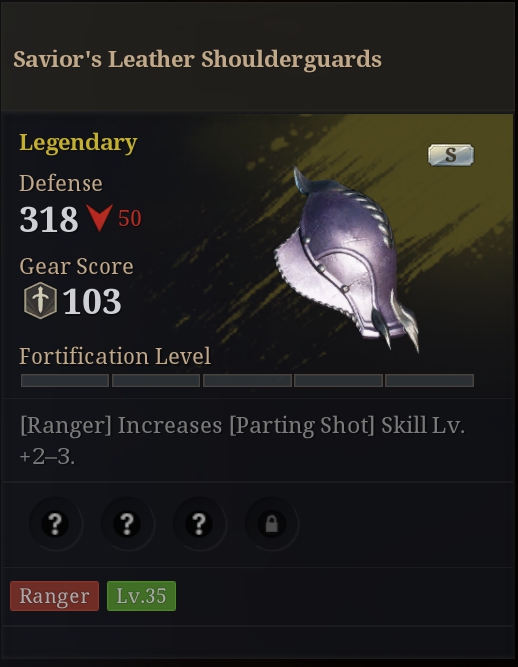 Savior's Leather Shoulderguards
Legendary
S
Defense
318 50
Gear Score
103
Fortification Level
[Ranger] Increases [Parting Shot] Skill Lv.
+2–3.
? ? ?
Ranger Lv.35